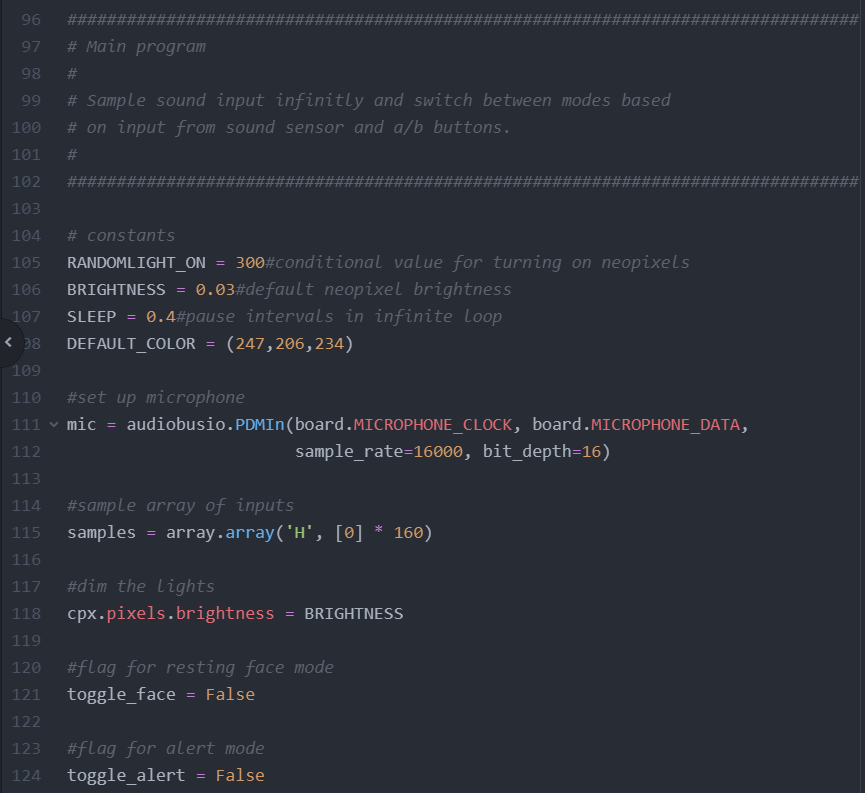 96 ################################################################################
97 # Main program
98 #
99 # Sample sound input infinitly and switch between modes based
100 # on input from sound sensor and a/b buttons.
101 #
102 ################################################################################
103
104 # constants
105 RANDOMLIGHT_ON = 300#conditional value for turning on neopixels
106 BRIGHTNESS = 0.03#default neopixel brightness
107 SLEEP = 0.4#pause intervals in infinite loop
08 DEFAULT_COLOR = (247,206,234)
109
110 #set up microphone
111 mic = audiobusio.PDMIn(board.MICROPHONE_CLOCK, board.MICROPHONE_DATA,
112                        sample_rate=16000, bit_depth=16)
113
114 #sample array of inputs
115 samples = array.array('H', [0] * 160)
116
117 #dim the lights
118 cpx.pixels.brightness = BRIGHTNESS
119
120 #flag for resting face mode
121 toggle_face = False
122
123 #flag for alert mode
124 toggle_alert = False